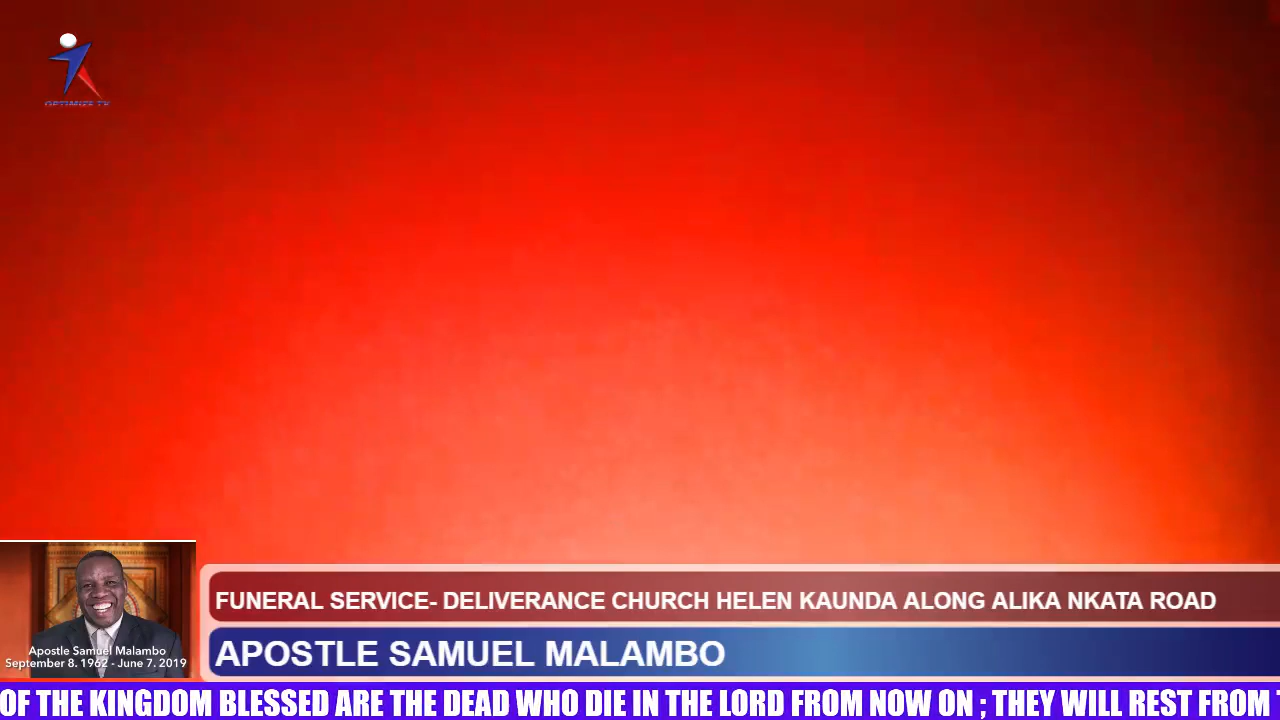 OPTIMIZE TV
FUNERAL SERVICE- DELIVERANCE CHURCH HELEN KAUNDA ALONG ALIKA NKATA ROAD
APOSTLE SAMUEL MALAMBO
Apostle Samuel Malambo
September 8. 1962 - June 7. 2019
OF THE KINGDOM BLESSED ARE THE DEAD WHO DIE IN THE LORD FROM NOW ON ; THEY WILL REST FROM